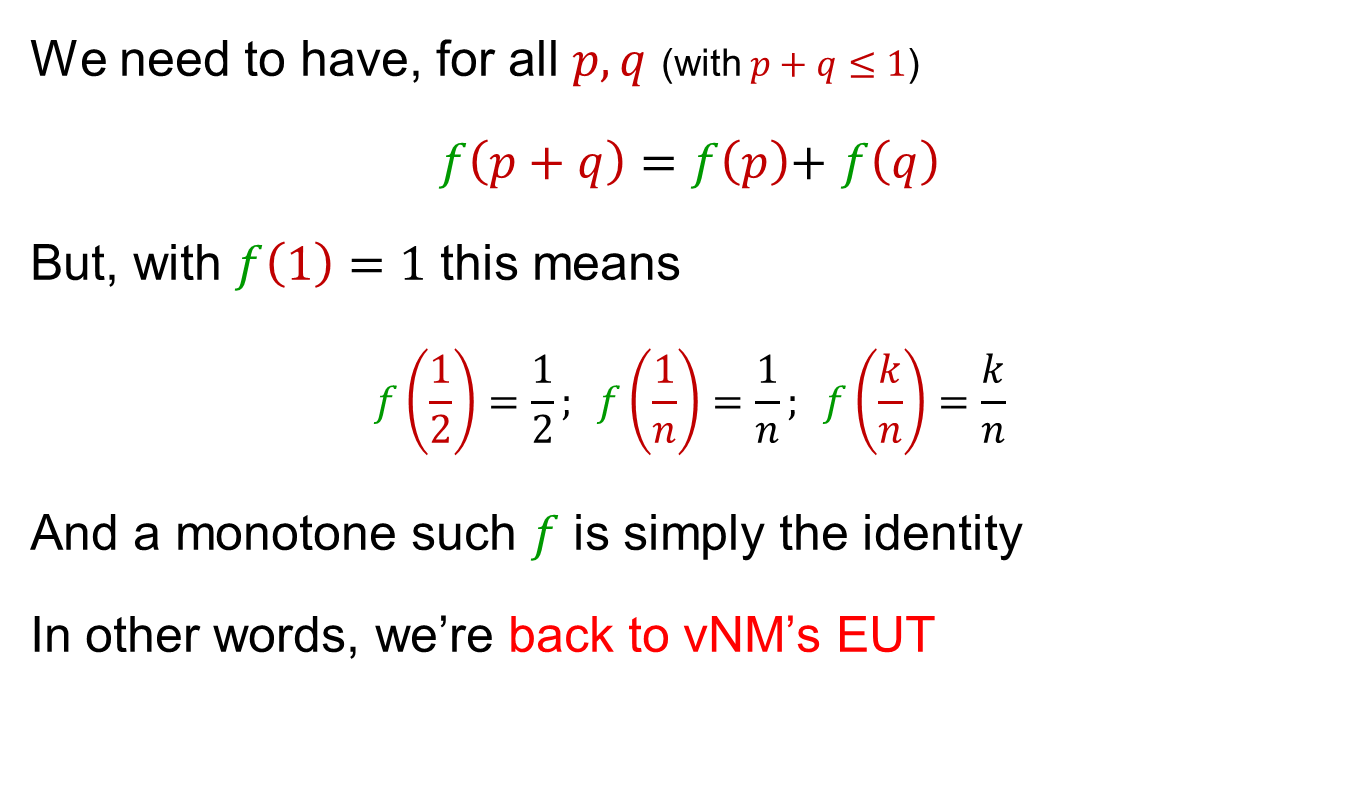 We need to have, for all p, q (with p + q ≤ 1)
f(p + q) = f(p)+ f(q)
But, with f(1) = 1 this means
f(1/2) = 1/2; f(1/n) = 1/n; f(k/n) = k/n
And a monotone such f is simply the identity
In other words, we’re back to vNM’s EUT